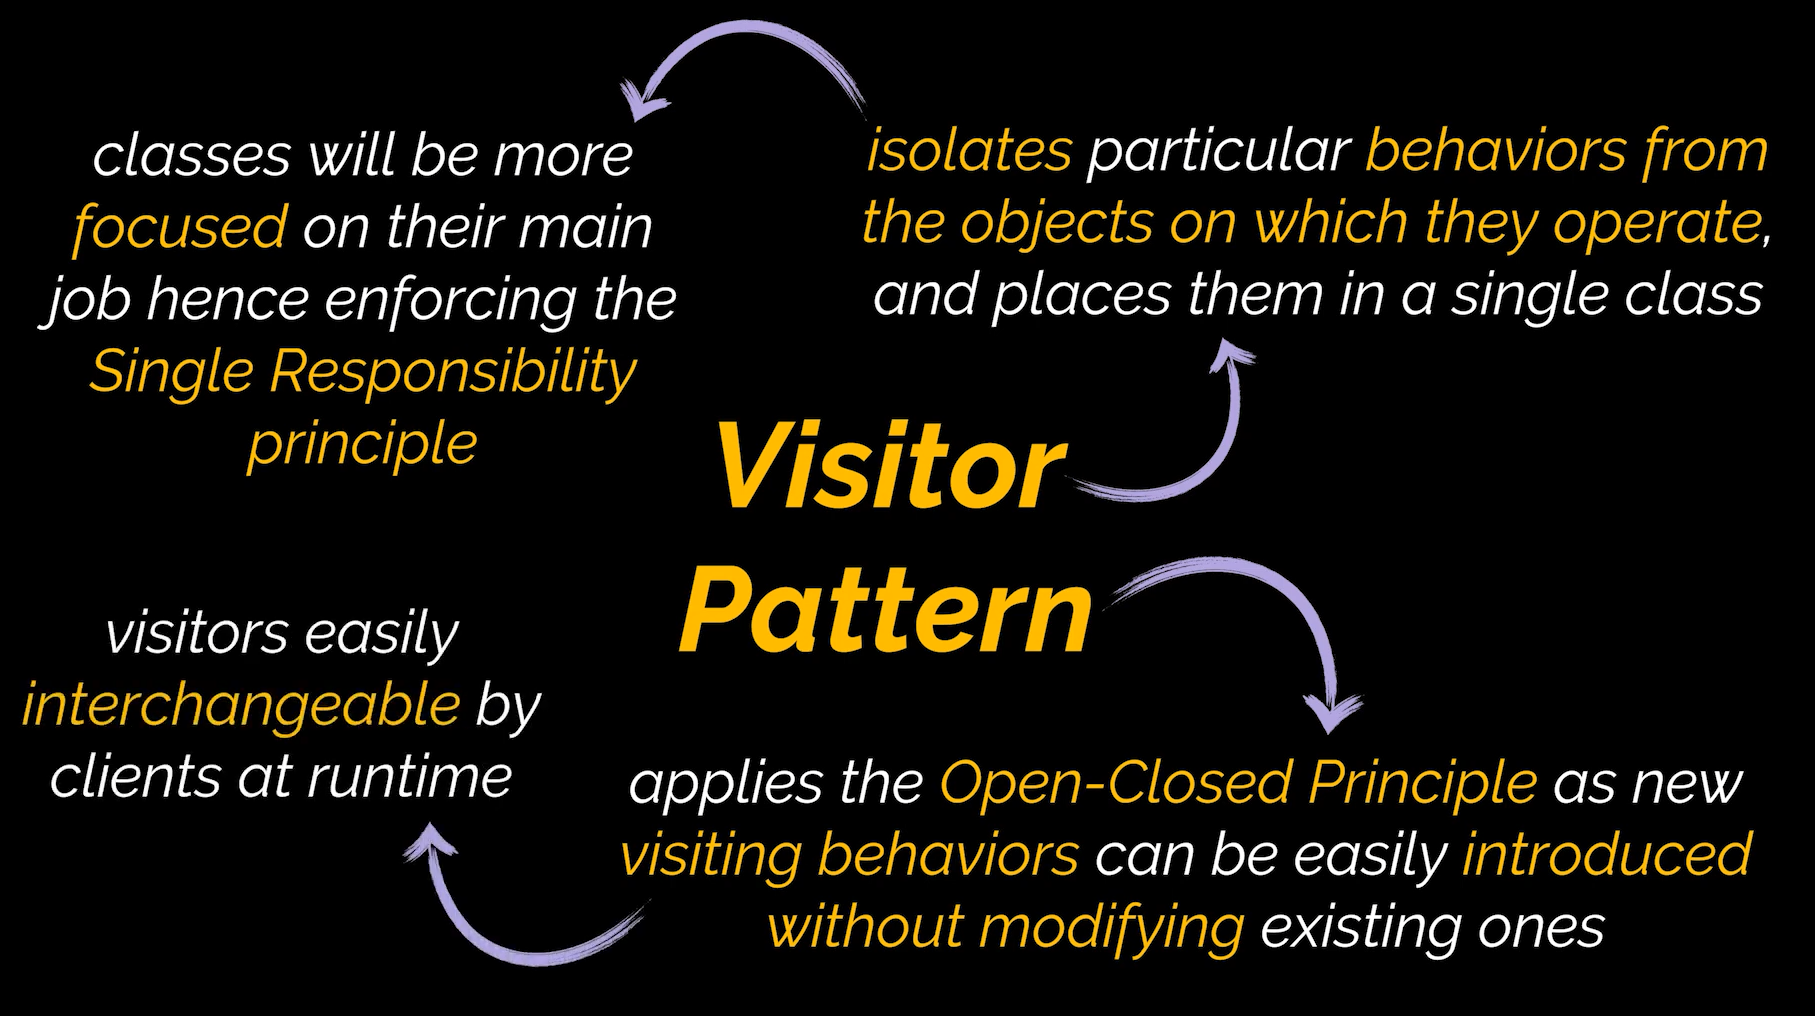 classes will be more
focused on their main
job hence enforcing the
Single Responsibility
principle
isolates particular behaviors from
the objects on which they operate,
and places them in a single class
Visitor
Pattern
visitors easily
interchangeable by
clients at runtime
applies the Open-Closed Principle as new
visiting behaviors can be easily introduced
without modifying existing ones